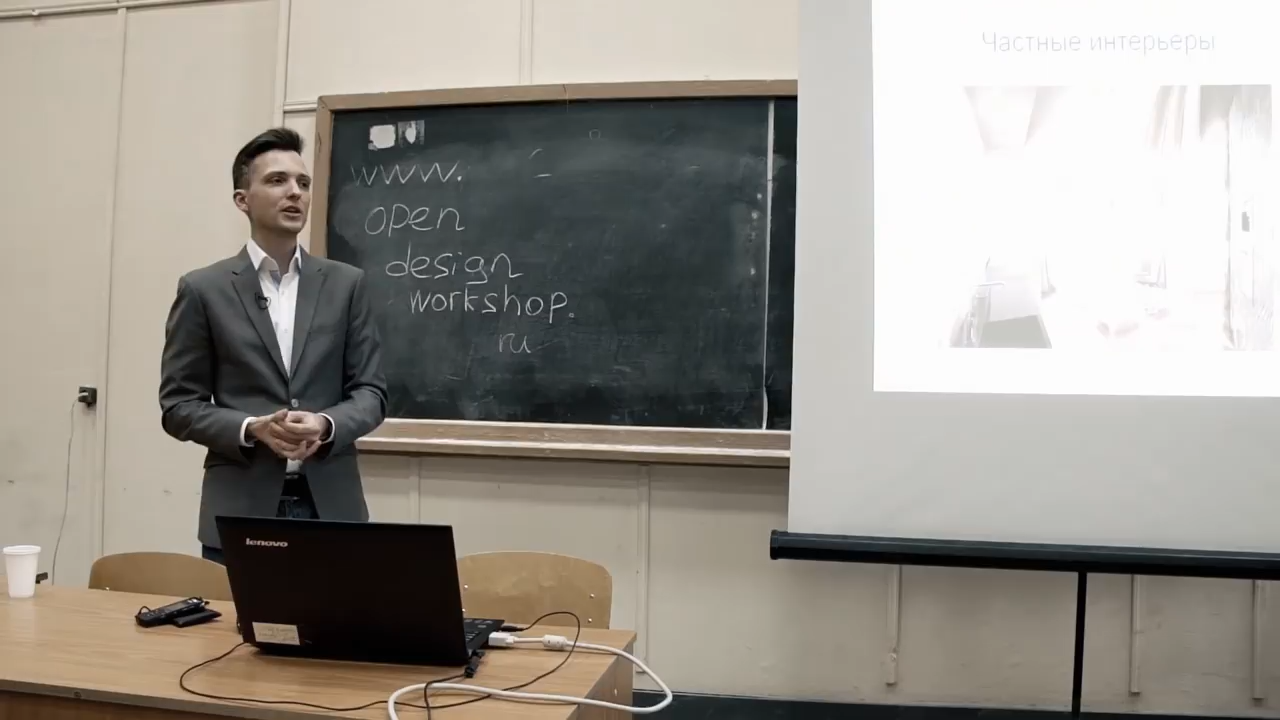 www.
open
design
workshop.
ru
Частные интерьеры
lenovo